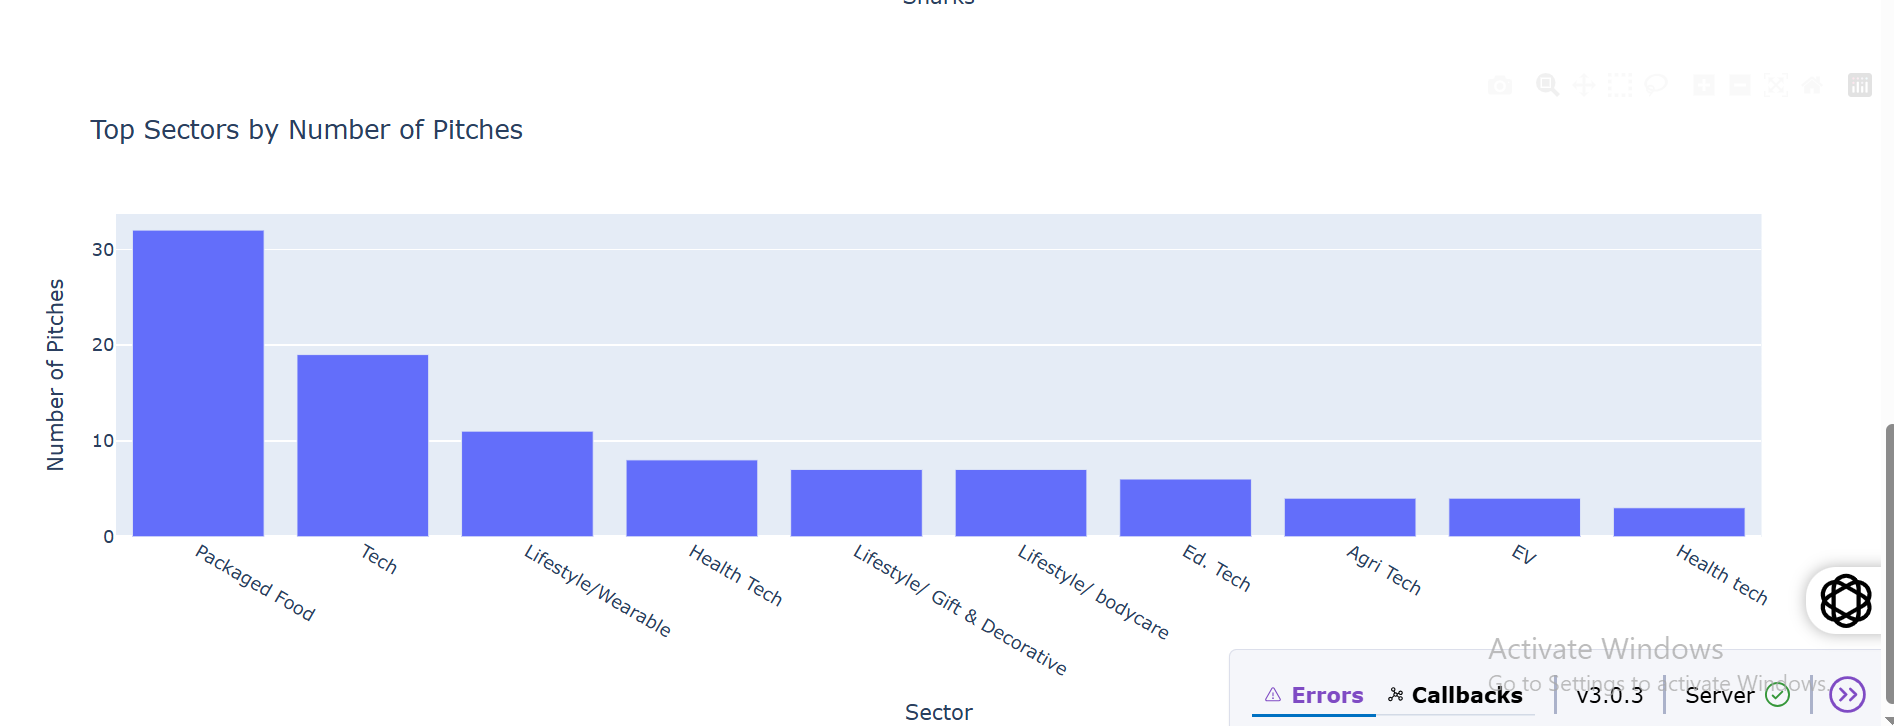 Sharks
Top Sectors by Number of Pitches
Number of Pitches
30
20
10
0
Packaged Food
Tech
Lifestyle/Wearable
Health Tech
Lifestyle/ Gift & Decorative
Lifestyle/ bodycare
Ed. Tech
Agri Tech
EV
Health tech
Sector
Activate Windows
Go to Settings to activate Windows.
Errors
Callbacks
v3.0.3
Server